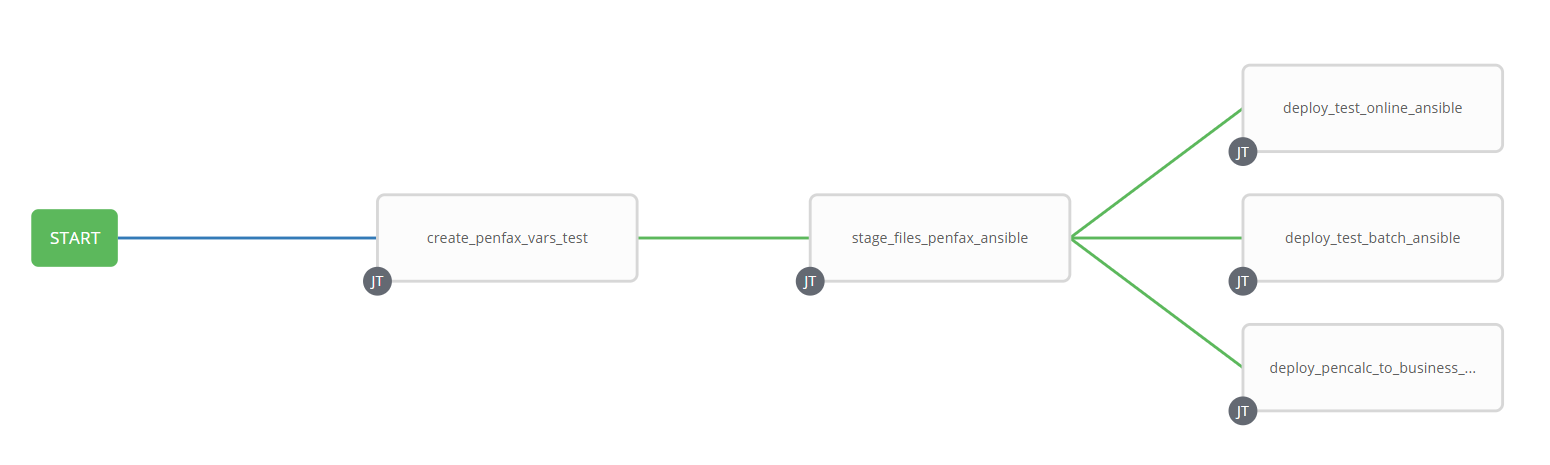 START
create_penfax_vars_test
JT
stage_files_penfax_ansible
JT
deploy_test_online_ansible
JT
deploy_test_batch_ansible
JT
deploy_pencalc_to_business_...
JT